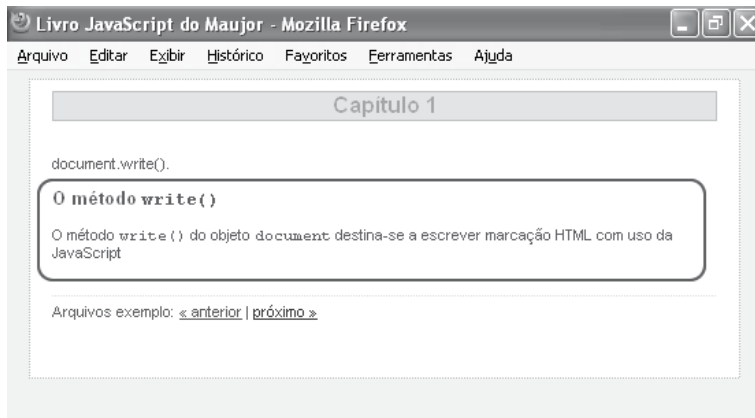 Livro JavaScript do Maujor - Mozilla Firefox
Arquivo Editar Exibir Histórico Favoritos Ferramentas Ajuda
Capítulo 1
document.write().
O método write()
O método write() do objeto document destina-se a escrever marcação HTML com uso da
JavaScript
Arquivos exemplo: « anterior | próximo »